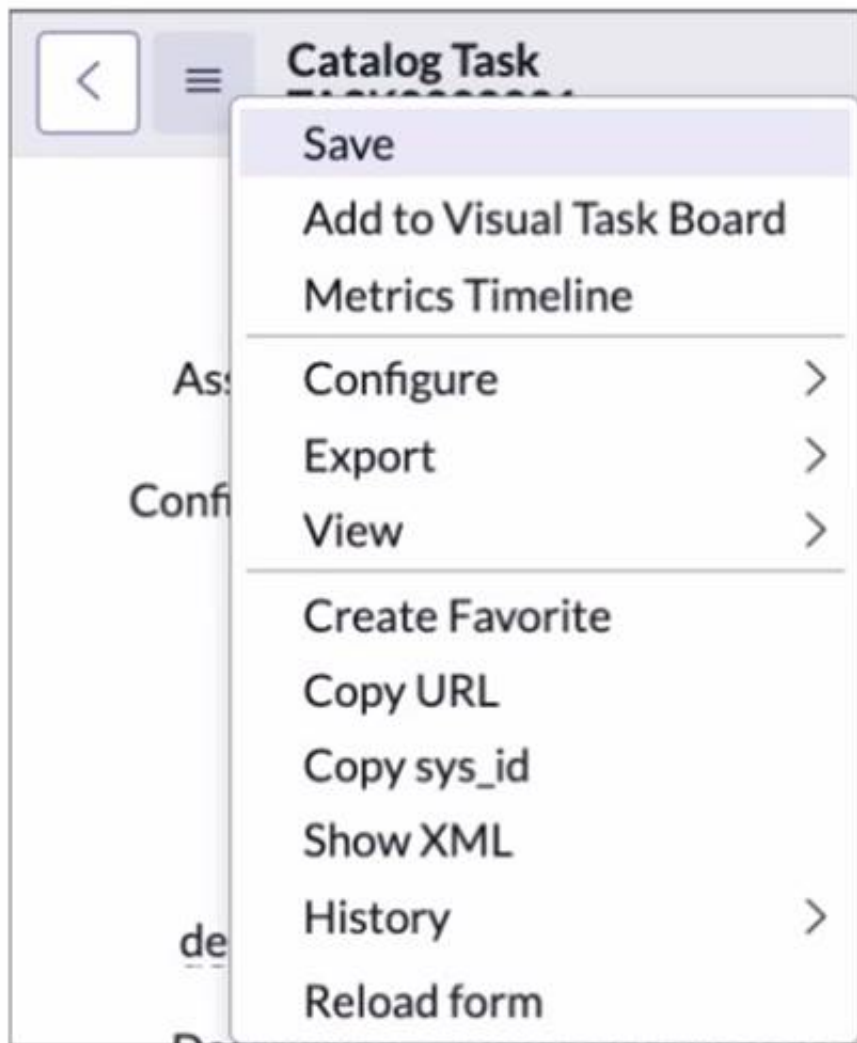 Catalog Task
Save
Add to Visual Task Board
Metrics Timeline
Configure
Export
View
Create Favorite
Copy URL
Copy sys_id
Show XML
History
Reload form